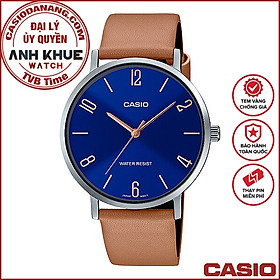 CASIODANANG.COM
ĐẠI LÝ
ỦY QUYỀN
ANH KHUÊ
WATCH
TVB Time
12
2
4
6
8
10
CASIO
WATER RESIST
TEM VÀNG
CHỐNG GIẢ
BẢO HÀNH
TOÀN QUỐC
THAY PIN
MIỄN PHÍ
CASIO